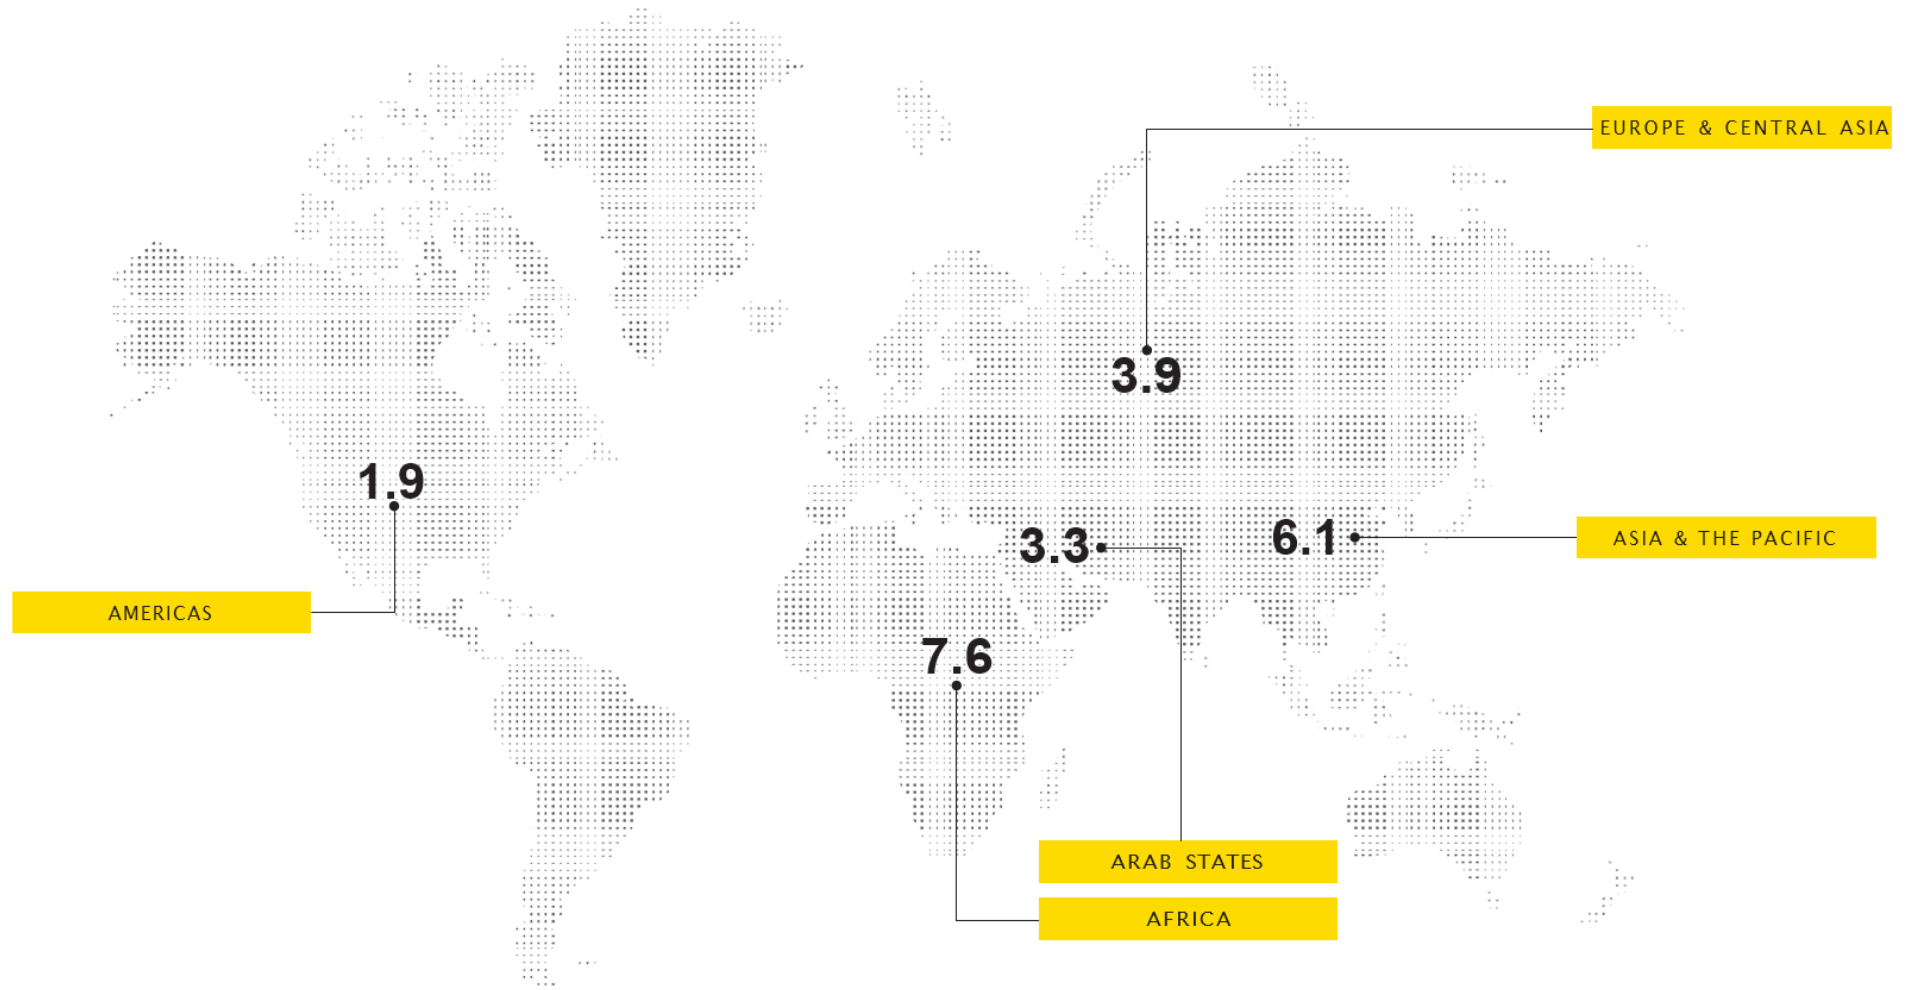 EUROPE & CENTRAL ASIA
3.9
1.9
3.3
6.1
ASIA & THE PACIFIC
AMERICAS
7.6
ARAB STATES
AFRICA